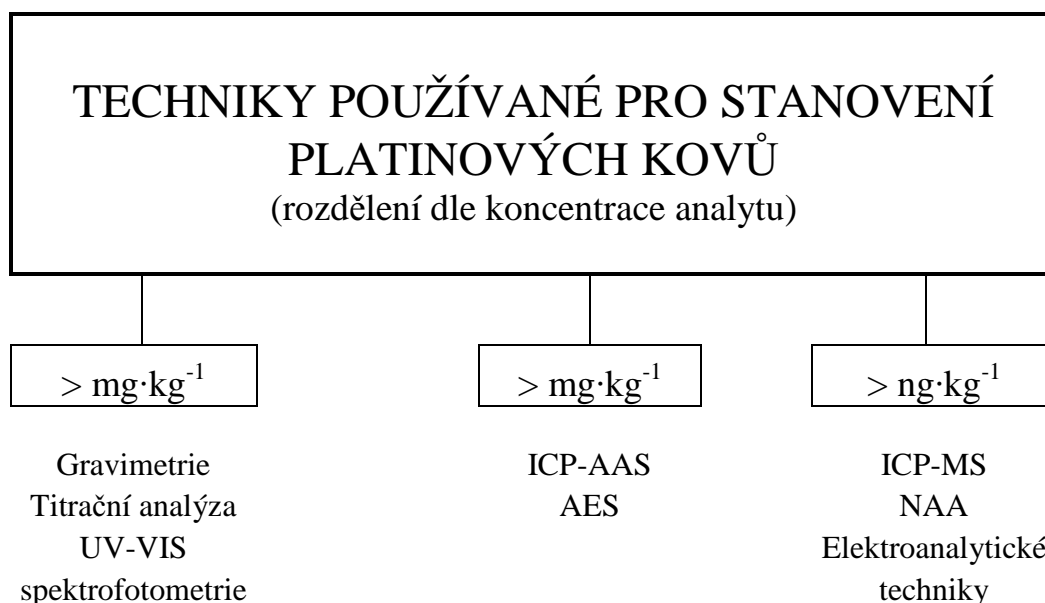 TECHNIKY POUŽÍVANÉ PRO STANOVENÍ
PLATINOVÝCH KOVŮ
(rozdělení dle koncentrace analytu)
> mg·kg⁻¹
> mg·kg⁻¹
> ng·kg⁻¹
Gravimetrie
Titrační analýza
UV-VIS
spektrofotometrie
ICP-AAS
AES
ICP-MS
NAA
Elektroanalytické
techniky